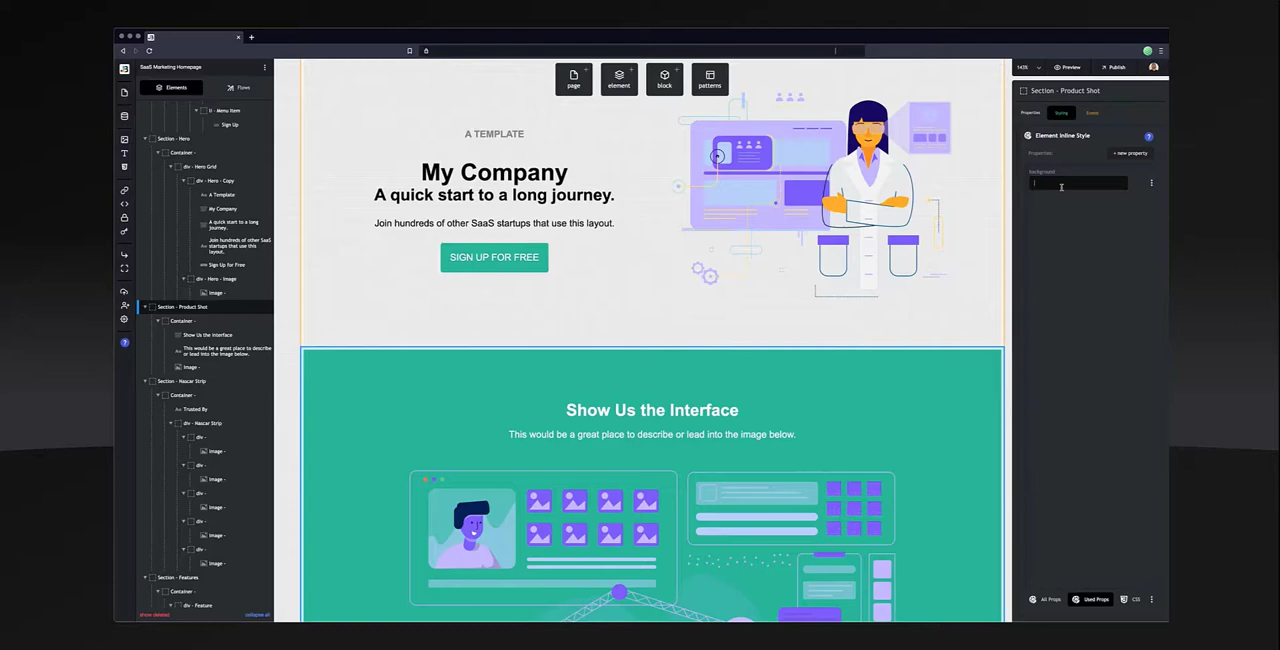 SaaS Marketing Homepage
Elements
Flows
li - Menu Item
Sign Up
Section - Hero
Container -
div - Hero Grid
div - Hero - Copy
A Template
My Company
A quick start to a long
journey.
Join hundreds of other SaaS
startups that use this
layout.
Sign Up for Free
div - Hero - Image
Image -
Section - Product Shot
Container -
Show Us the Interface
This would be a great place to describe
or lead into the image below.
Image -
Section - Nascar Strip
Container -
Trusted By
div - Nascar Strip
div -
Image -
div -
Image -
div -
Image -
div -
Image -
div -
Image -
Section - Features
Container -
div - Feature
show deleted
collapse all
page
element
block
patterns
A TEMPLATE
My Company
A quick start to a long journey.
Join hundreds of other SaaS startups that use this layout.
SIGN UP FOR FREE
Show Us the Interface
This would be a great place to describe or lead into the image below.
143%
Preview
Publish
Section - Product Shot
Properties
Styling
Events
Element Inline Style
?
Properties:
+ new property
background
All Props
Used Props
CSS
?